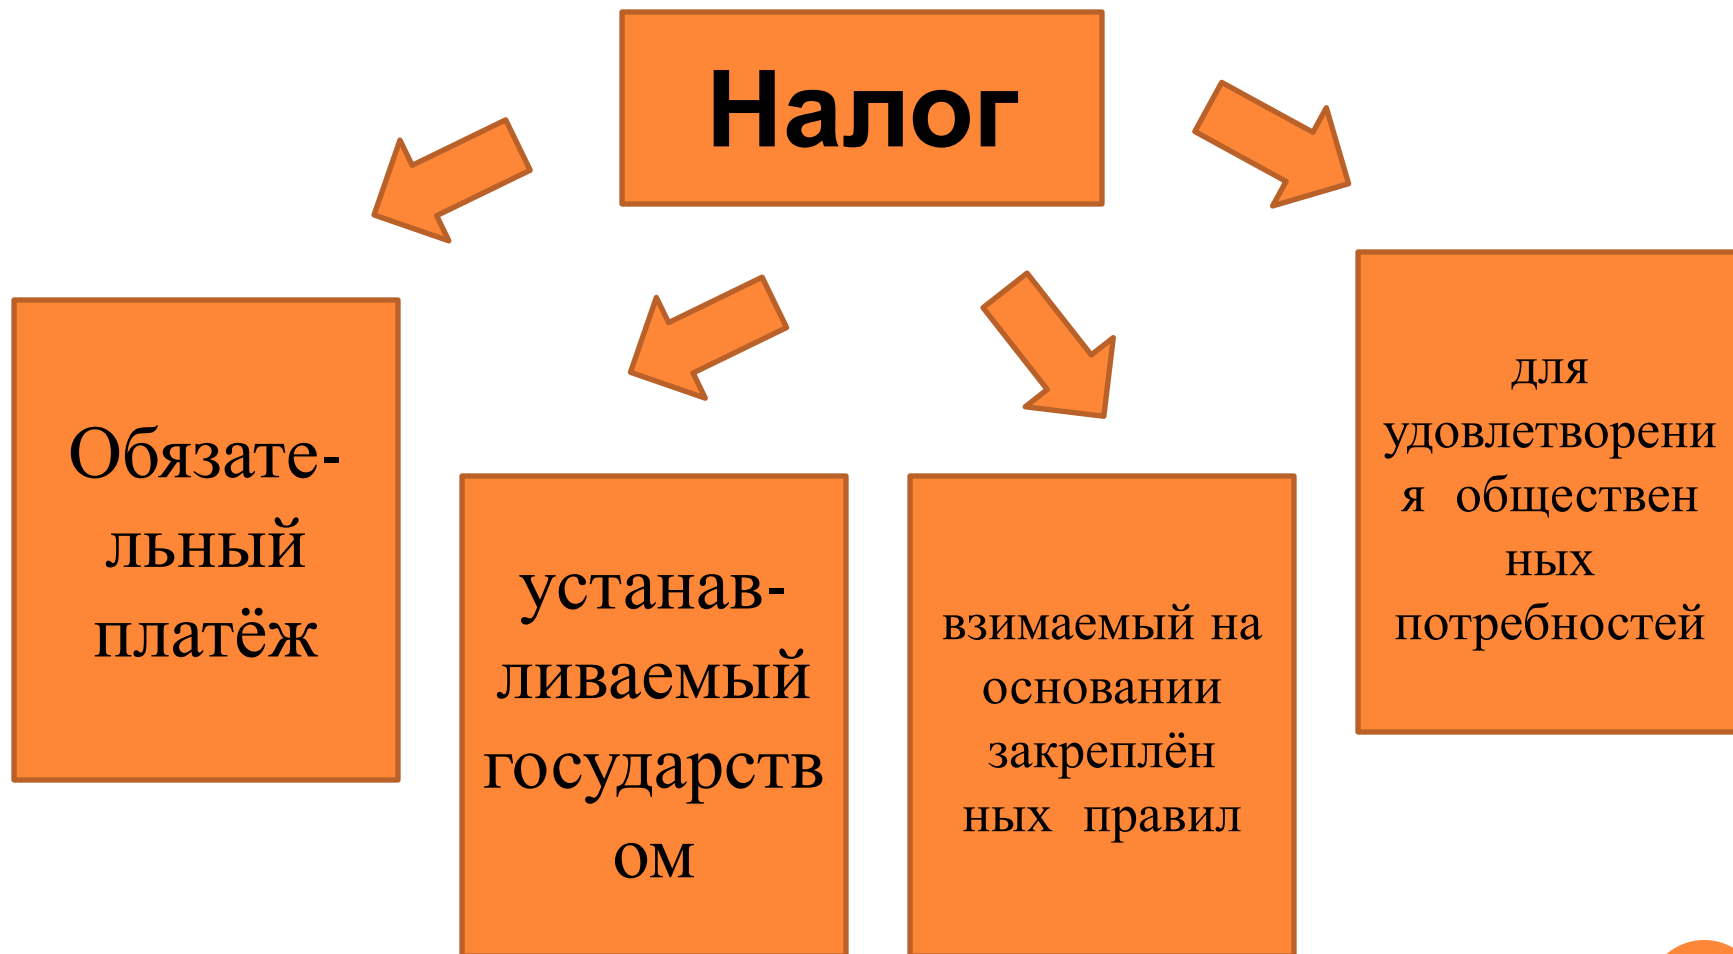 Налог
Обязате-
льный
платёж
устанав-
ливаемый
государств
ом
взимаемый на
основании
закреплён
ных правил
для
удовлетворени
я обществен
ных
потребностей